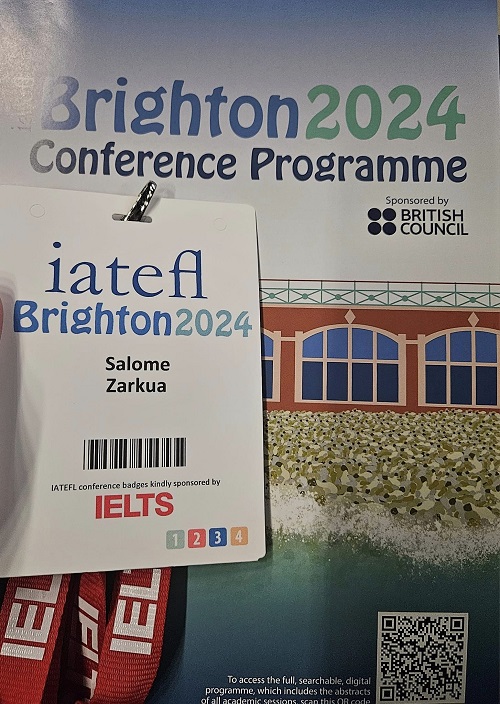 Brighton2024
Conference Programme
Sponsored by
BRITISH
COUNCIL
iatefl
Brighton2024
Salome
Zarkua
IATEFL conference badges kindly sponsored by
IELTS
1 2 3 4
IEL
IELT
To access the full, searchable, digital
programme, which includes the abstracts
of all academic sessions, scan this QR code